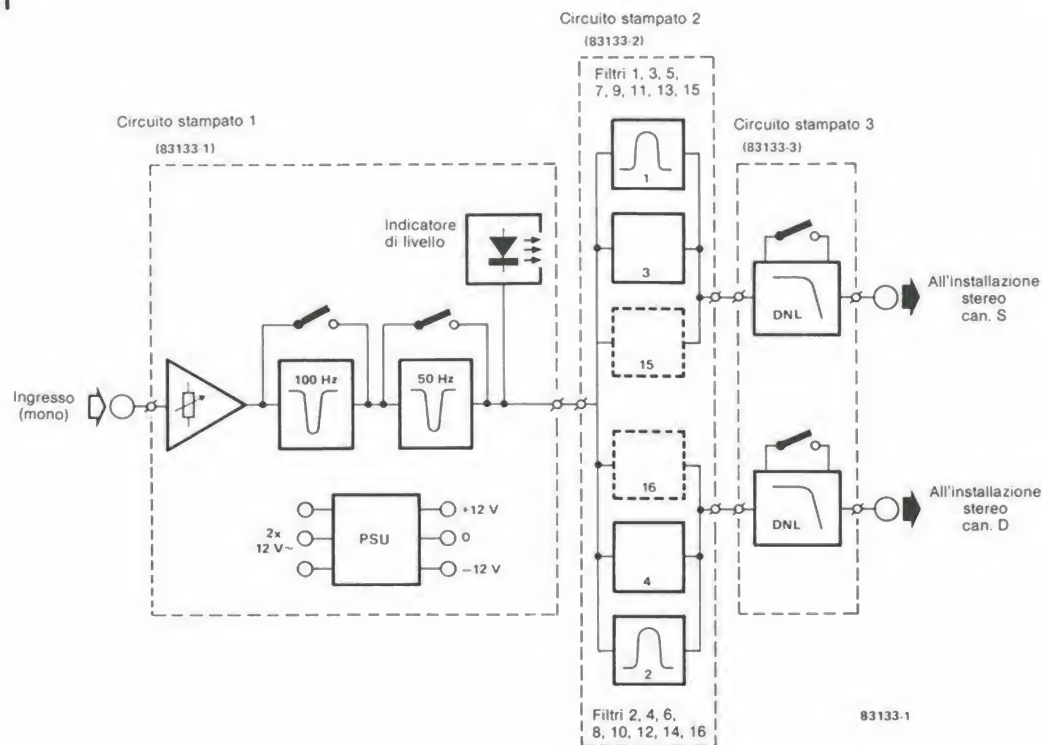 Circuito stampato 2
(83133-2)
Filtri 1, 3, 5,
7, 9, 11, 13, 15
Circuito stampato 1
(83133-1)
Circuito stampato 3
(83133-3)
1
Indicatore
di livello
3
DNL
All'installazione
stereo
can. S
15
100 Hz
50 Hz
Ingresso
(mono)
16
DNL
All'installazione
stereo
can. D
2x
12 V~
PSU
+12 V
0
−12 V
4
2
Filtri 2, 4, 6,
8, 10, 12, 14, 16
83133-1